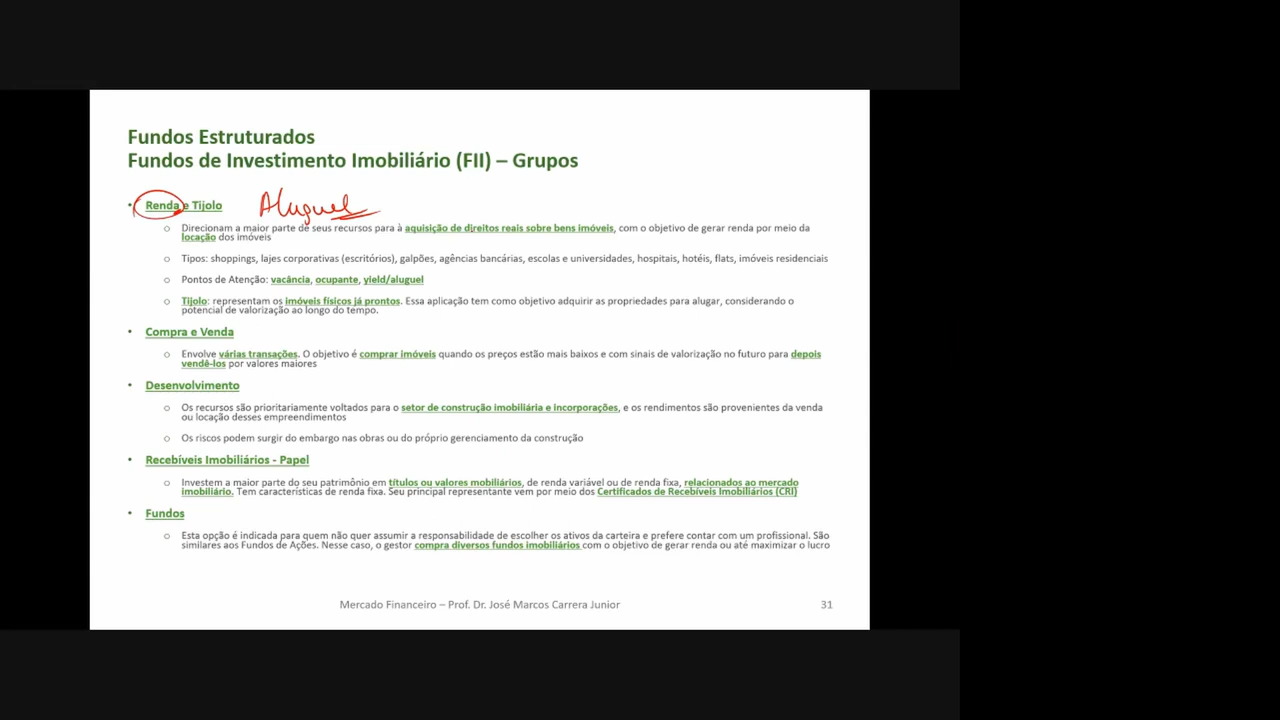 Fundos Estruturados
Fundos de Investimento Imobiliário (FII) – Grupos
• Renda e Tijolo Aluguel
o Direcionam a maior parte de seus recursos para à aquisição de direitos reais sobre bens imóveis, com o objetivo de gerar renda por meio da
locação dos imóveis
o Tipos: shoppings, lajes corporativas (escritórios), galpões, agências bancárias, escolas e universidades, hospitais, hotéis, flats, imóveis residenciais
o Pontos de Atenção: vacância, ocupante, yield/aluguel
o Tijolo: representam os imóveis físicos já prontos. Essa aplicação tem como objetivo adquirir as propriedades para alugar, considerando o
potencial de valorização ao longo do tempo.
• Compra e Venda
o Envolve várias transações. O objetivo é comprar imóveis quando os preços estão mais baixos e com sinais de valorização no futuro para depois
vendê-los por valores maiores
• Desenvolvimento
o Os recursos são prioritariamente voltados para o setor de construção imobiliária e incorporações, e os rendimentos são provenientes da venda
ou locação desses empreendimentos
o Os riscos podem surgir do embargo nas obras ou do próprio gerenciamento da construção
• Recebíveis Imobiliários - Papel
o Investem a maior parte do seu patrimônio em títulos ou valores mobiliários, de renda variável ou de renda fixa, relacionados ao mercado
imobiliário. Tem características de renda fixa. Seu principal representante vem por meio dos Certificados de Recebíveis Imobiliários (CRI)
• Fundos
o Esta opção é indicada para quem não quer assumir a responsabilidade de escolher os ativos da carteira e prefere contar com um profissional. São
similares aos Fundos de Ações. Nesse caso, o gestor compra diversos fundos imobiliários com o objetivo de gerar renda ou até maximizar o lucro
Mercado Financeiro – Prof. Dr. José Marcos Carrera Junior 31